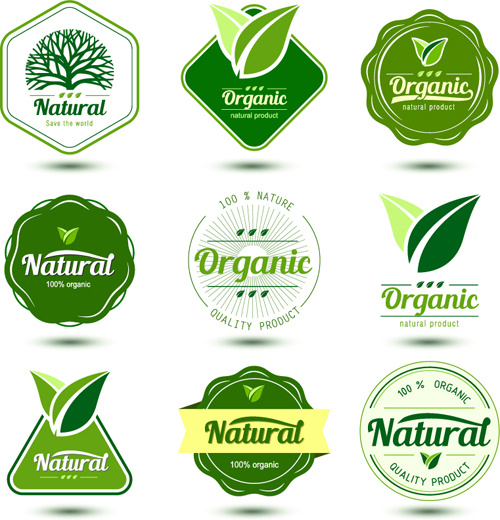 Natural
Save the world
Organic
natural product
Organic
natural product
Natural
100% organic
100 % NATURE
Organic
QUALITY PRODUCT
Organic
natural product
Natural
Natural
100% organic
100 % ORGANIC
Natural
QUALITY PRODUCT